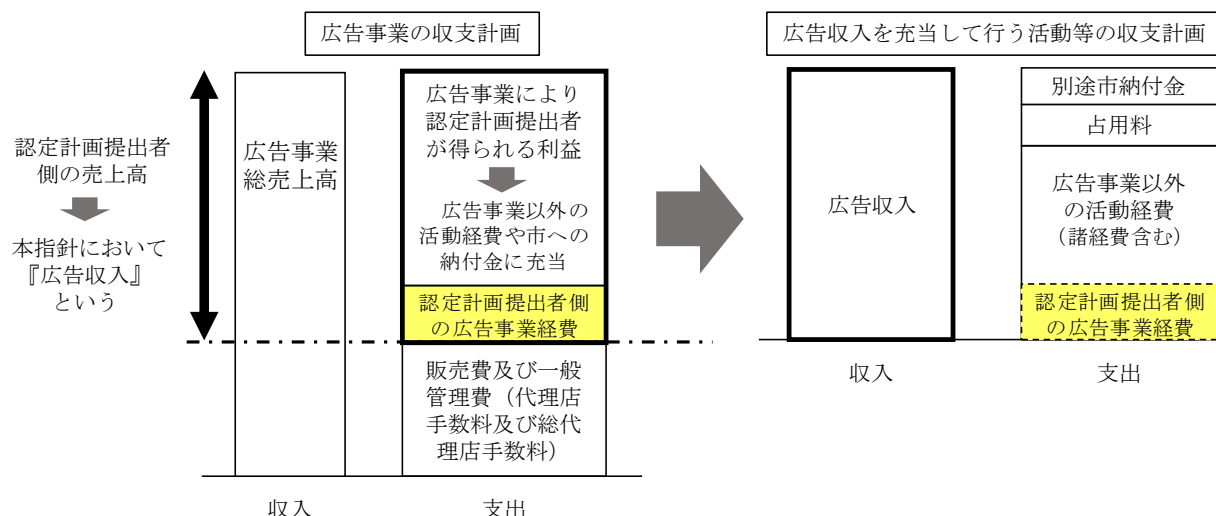 広告事業の収支計画
認定計画提出者
側の売上高
本指針において
『広告収入』
という
広告事業
総売上高
広告事業により
認定計画提出者
が得られる利益
広告事業以外の
活動経費や市への
納付金に充当
認定計画提出者側
の広告事業経費
販売費及び一般
管理費（代理店
手数料及び総代
理店手数料）
収入
支出
広告収入を充当して行う活動等の収支計画
広告収入
別途市納付金
占用料
広告事業以外
の活動経費
（諸経費含む）
認定計画提出者側
の広告事業経費
収入
支出